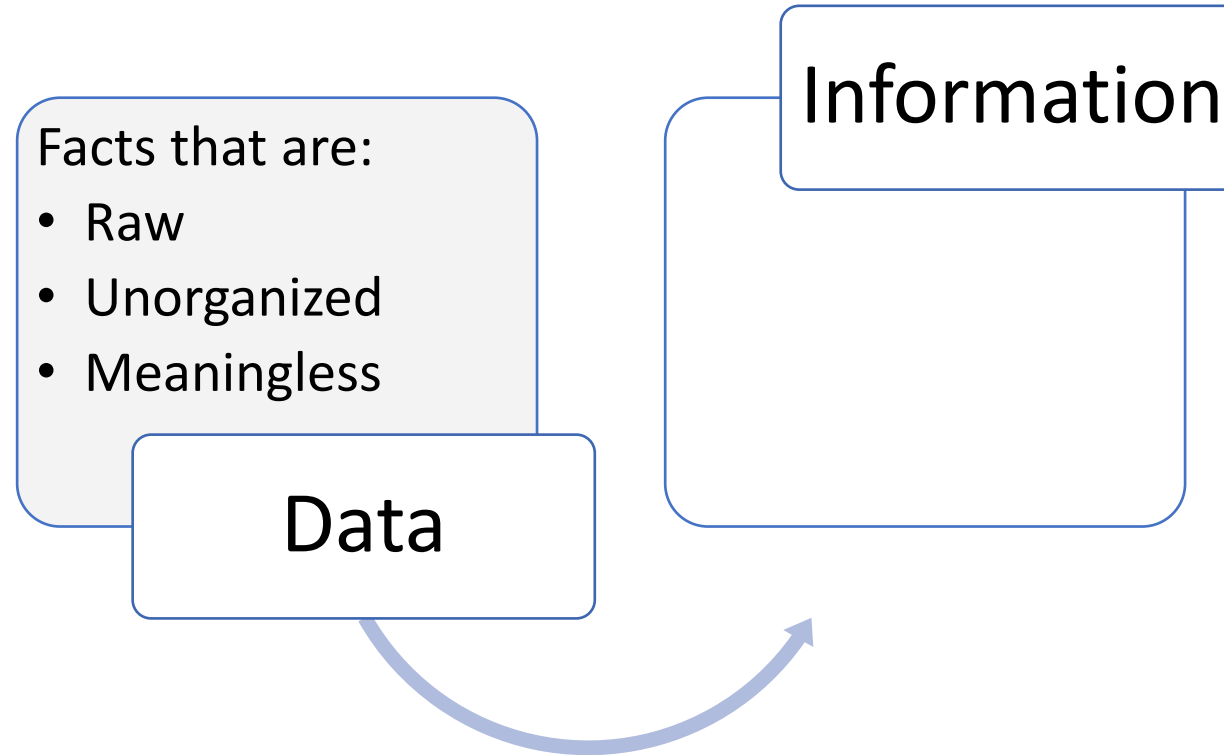 Facts that are:
• Raw
• Unorganized
• Meaningless
Data
Information